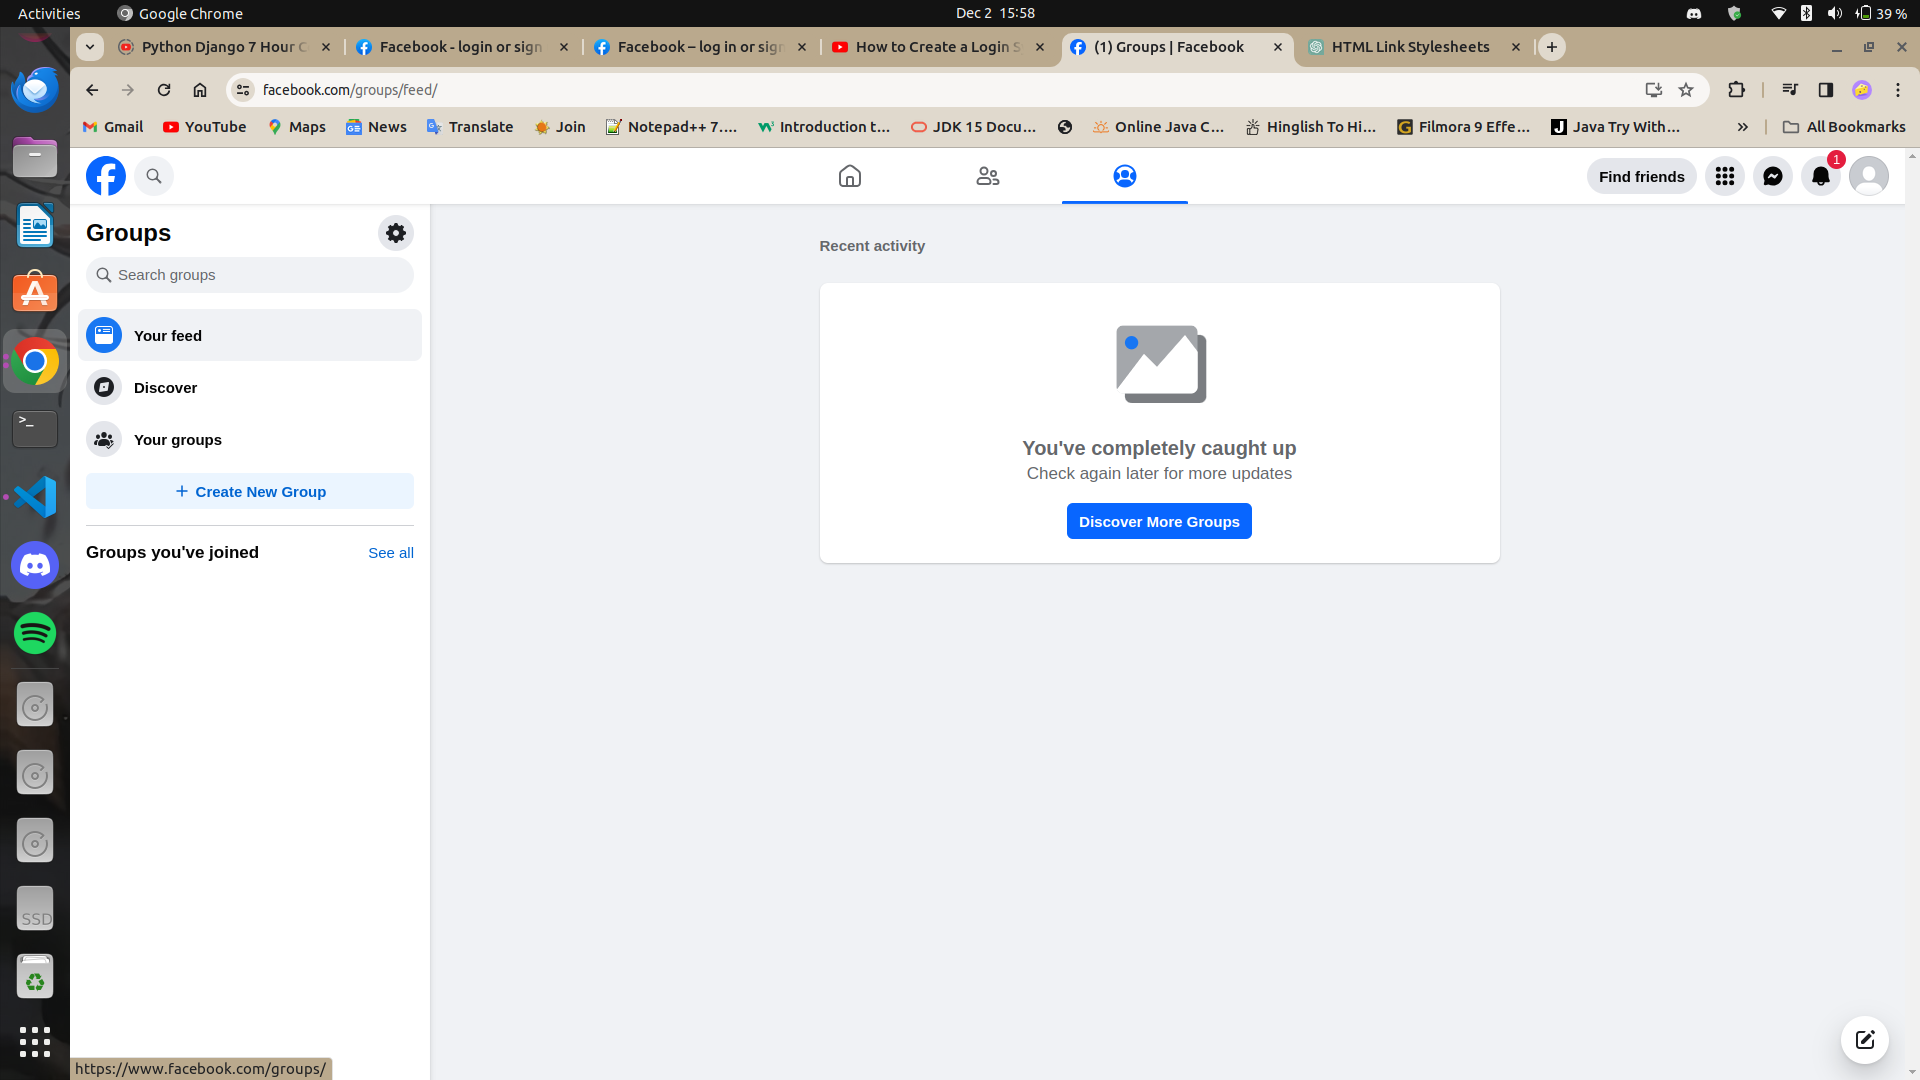 Activities
Google Chrome
Dec 2 15:58
39 %
Python Django 7 Hour C
Facebook - login or sign
Facebook – log in or sign
How to Create a Login S
(1) Groups | Facebook
HTML Link Stylesheets
facebook.com/groups/feed/
Gmail
YouTube
Maps
News
Translate
Join
Notepad++ 7....
Introduction t...
JDK 15 Docu...
Online Java C...
Hinglish To Hi...
Filmora 9 Effe...
Java Try With...
All Bookmarks
Find friends
1
Groups
Search groups
Your feed
Discover
Your groups
Create New Group
Groups you've joined
See all
Recent activity
You've completely caught up
Check again later for more updates
Discover More Groups
SSD
https://www.facebook.com/groups/